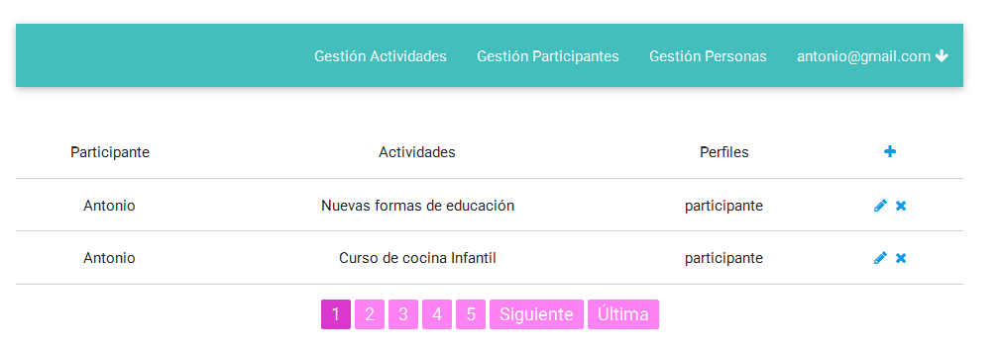 Gestión Actividades Gestión Participantes Gestión Personas antonio@gmail.com
Participante Actividades Perfiles
Antonio Nuevas formas de educación participante
Antonio Curso de cocina Infantil participante
1 2 3 4 5 Siguiente Última